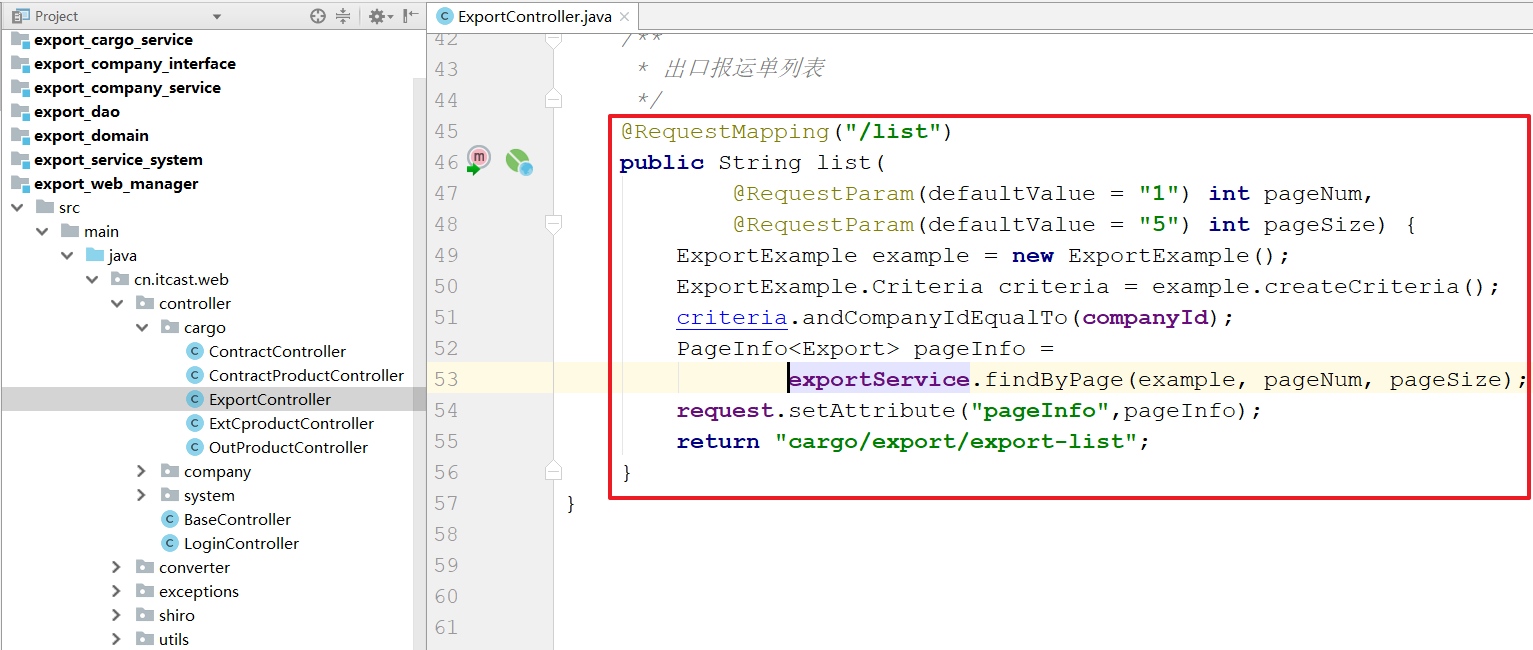 Project
export_cargo_service
export_company_interface
export_company_service
export_dao
export_domain
export_service_system
export_web_manager
src
main
java
cn.itcast.web
controller
cargo
ContractController
ContractProductController
ExportController
ExtCproductController
OutProductController
company
system
BaseController
LoginController
converter
exceptions
shiro
utils
ExportController.java
42 /**
43 * 出口报运单列表
44 */
45 @RequestMapping("/list")
46 public String list(
47 @RequestParam(defaultValue = "1") int pageNum,
48 @RequestParam(defaultValue = "5") int pageSize) {
49 ExportExample example = new ExportExample();
50 ExportExample.Criteria criteria = example.createCriteria();
51 criteria.andCompanyIdEqualTo(companyId);
52 PageInfo<Export> pageInfo =
53 exportService.findByPage(example, pageNum, pageSize);
54 request.setAttribute("pageInfo",pageInfo);
55 return "cargo/export/export-list";
56 }
57 }
58
59
60
61